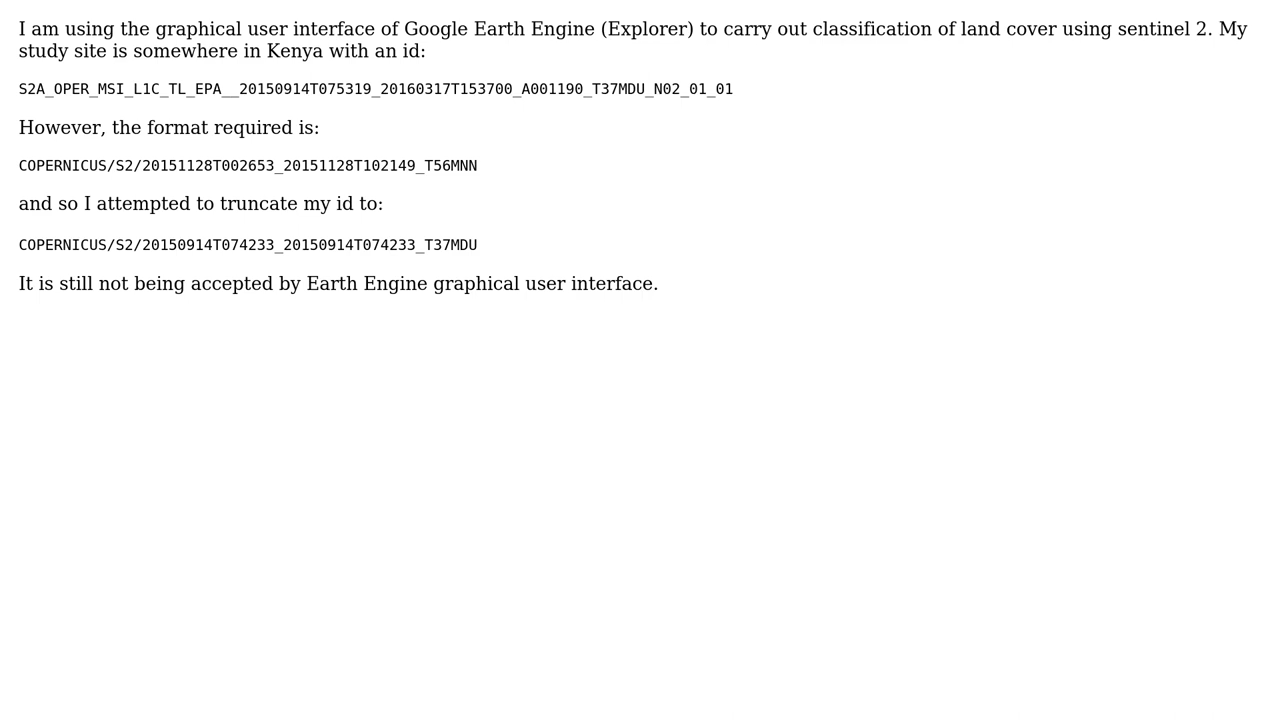 I am using the graphical user interface of Google Earth Engine (Explorer) to carry out classification of land cover using sentinel 2. My
study site is somewhere in Kenya with an id:
S2A_OPER_MSI_L1C_TL_EPA__20150914T075319_20160317T153700_A001190_T37MDU_N02_01_01
However, the format required is:
COPERNICUS/S2/20151128T002653_20151128T102149_T56MNN
and so I attempted to truncate my id to:
COPERNICUS/S2/20150914T074233_20150914T074233_T37MDU
It is still not being accepted by Earth Engine graphical user interface.